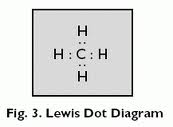 H
··
H : C : H
··
H
Fig. 3. Lewis Dot Diagram